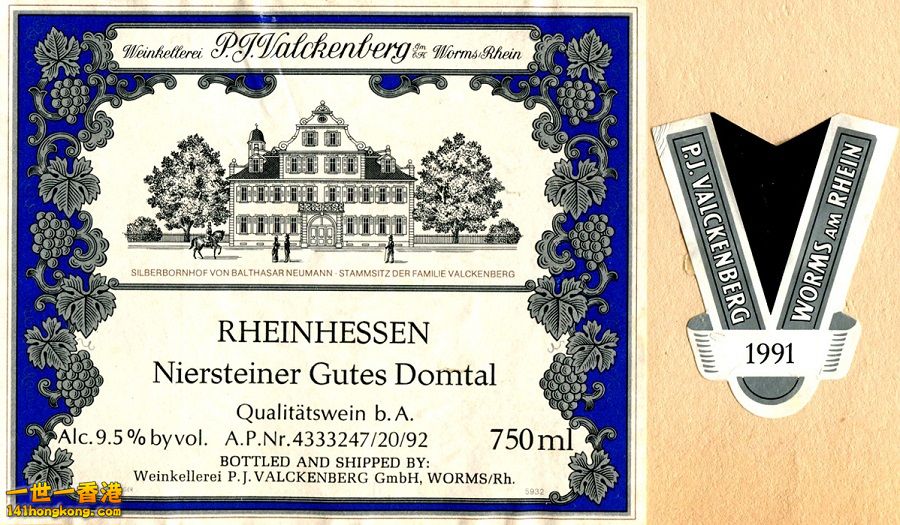 Weinkellerei P.J. Valckenberg GmbH Worms/Rhein
SILBERBORNHOF VON BALTHASAR NEUMANN · STAMMSITZ DER FAMILIE VALCKENBERG
RHEINHESSEN
Niersteiner Gutes Domtal
Qualitätswein b. A.
Alc. 9.5 % by vol. A.P.Nr. 4333247/20/92 750 ml
BOTTLED AND SHIPPED BY:
Weinkellerei P. J. VALCKENBERG GmbH, WORMS/Rh.
5932
P.J. VALCKENBERG
WORMS AM RHEIN
1991
一世一香港
141hongkong.com